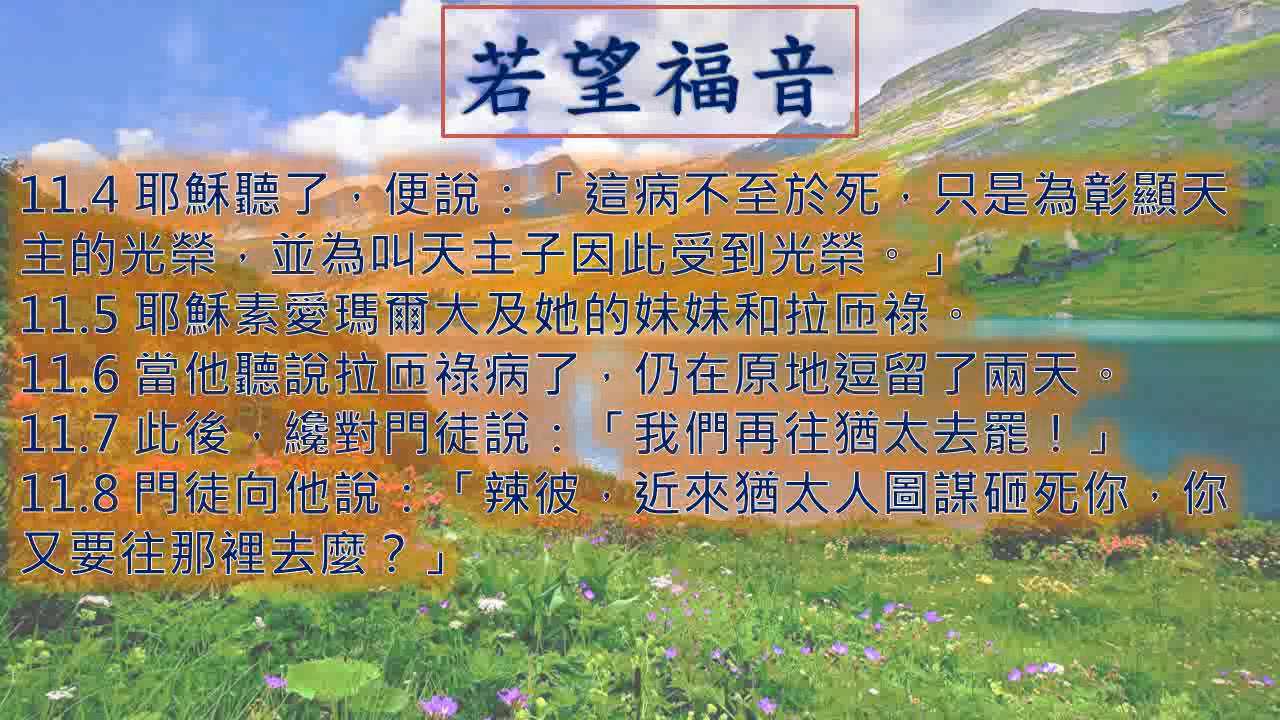 若望福音
11.4 耶穌聽了，便說：「這病不至於死，只是為彰顯天
主的光榮，並為叫天主子因此受到光榮。」
11.5 耶穌素愛瑪爾大及她的妹妹和拉匝祿。
11.6 當他聽說拉匝祿病了，仍在原地逗留了兩天。
11.7 此後，纔對門徒說：「我們再往猶太去罷！」
11.8 門徒向他說：「辣彼，近來猶太人圖謀砸死你，你
又要往那裡去麼？」